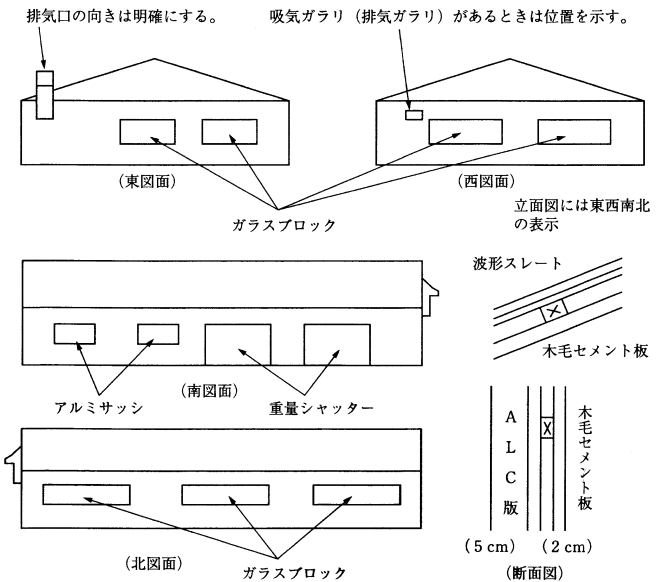 排気口の向きは明確にする。
吸気ガラリ（排気ガラリ）があるときは位置を示す。
（東図面）
（西図面）
ガラスブロック
立面図には東西南北
の表示
波形スレート
木毛セメント板
（南図面）
アルミサッシ
重量シャッター
ALC版
木毛セメント板
（5 cm）
（2 cm）
（北図面）
ガラスブロック
（断面図）